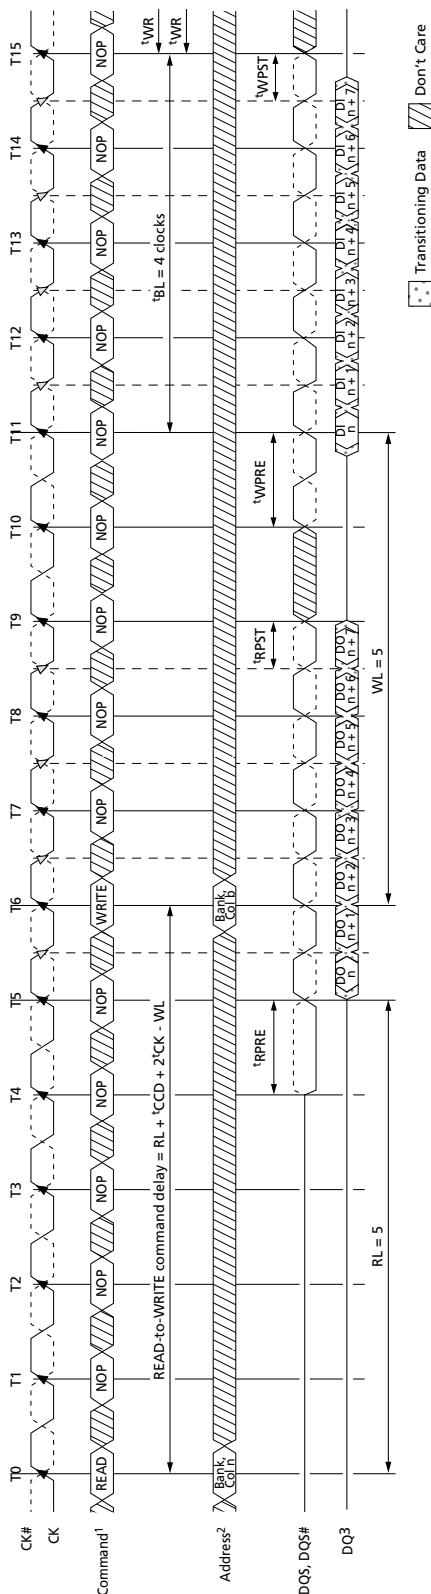 T0 T1 T2 T3 T4 T5 T6 T7 T8 T9 T10 T11 T12 T13 T14 T15
CK#
CK
Command1 READ NOP NOP NOP NOP NOP WRITE NOP NOP NOP NOP NOP NOP NOP NOP NOP
READ-to-WRITE command delay = RL + tCCD + 2tCK - WL
tBL = 4 clocks
tWR
tWR
Address2
Bank,
Col n
Bank,
Col b
tRPRE tRPST tWPRE tWPST
DQS, DQS#
DQ3
DO
n
DO
n + 1
DO
n + 2
DO
n + 3
DO
n + 4
DO
n + 5
DO
n + 6
DO
n + 7
DI
n
DI
n + 1
DI
n + 2
DI
n + 3
DI
n + 4
DI
n + 5
DI
n + 6
DI
n + 7
RL = 5
WL = 5
Transitioning Data
Don't Care